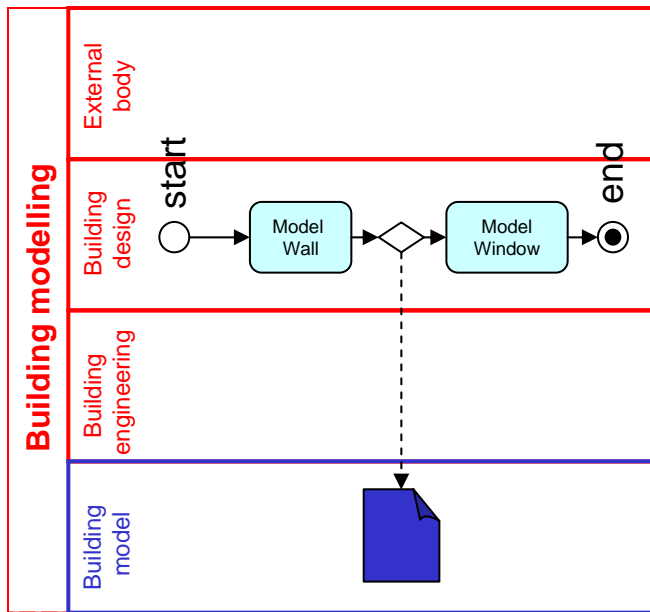 Building modelling
External
body
start
end
Building
design
Model
Wall
Model
Window
Building
engineering
Building
model